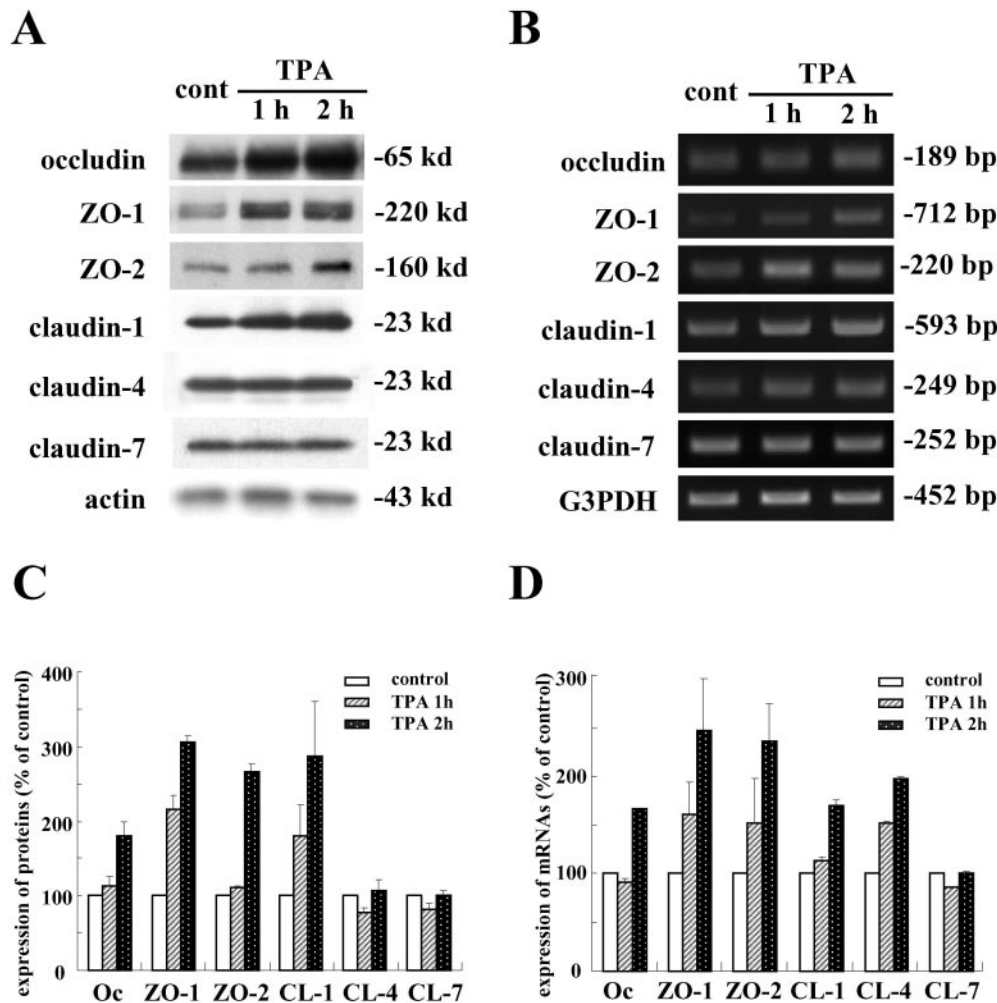 A
TPA
cont
1 h 2 h
occludin -65 kd
ZO-1 -220 kd
ZO-2 -160 kd
claudin-1 -23 kd
claudin-4 -23 kd
claudin-7 -23 kd
actin -43 kd
B
TPA
cont
1 h 2 h
occludin -189 bp
ZO-1 -712 bp
ZO-2 -220 bp
claudin-1 -593 bp
claudin-4 -249 bp
claudin-7 -252 bp
G3PDH -452 bp
C
expression of proteins (% of control)
400
300
200
100
0
control
TPA 1h
TPA 2h
Oc ZO-1 ZO-2 CL-1 CL-4 CL-7
D
expression of mRNAs (% of control)
300
200
100
0
control
TPA 1h
TPA 2h
Oc ZO-1 ZO-2 CL-1 CL-4 CL-7